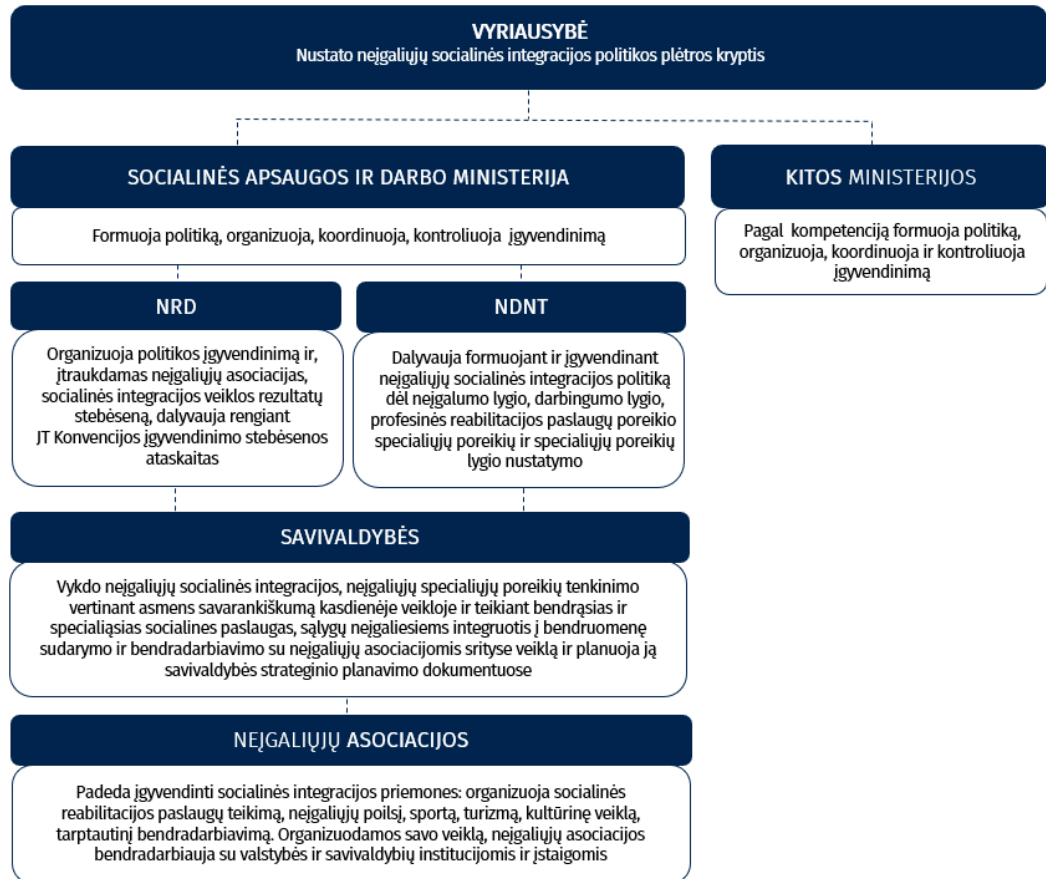 VYRIAUSYBĖ
Nustato neįgaliųjų socialinės integracijos politikos plėtros kryptis
SOCIALINĖS APSAUGOS IR DARBO MINISTERIJA
Formuoja politiką, organizuoja, koordinuoja, kontroliuoja įgyvendinimą
KITOS MINISTERIJOS
Pagal kompetenciją formuoja politiką,
organizuoja, koordinuoja ir kontroliuoja
įgyvendinimą
NRD
Organizuoja politikos įgyvendinimą ir,
įtraukdamas neįgaliųjų asociacijas,
socialinės integracijos veiklos rezultatų
stebėseną, dalyvauja rengiant
JT Konvencijos įgyvendinimo stebėsenos
ataskaitas
NDNT
Dalyvauja formuojant ir įgyvendinant
neįgaliųjų socialinės integracijos politiką
dėl neįgalumo lygio, darbingumo lygio,
profesinės reabilitacijos paslaugų poreikio
specialiųjų poreikių ir specialiųjų poreikių
lygio nustatymo
SAVIVALDYBĖS
Vykdo neįgaliųjų socialinės integracijos, neįgaliųjų specialiųjų poreikių tenkinimo
vertinant asmens savarankiškumą kasdienėje veikloje ir teikiant bendrąsias ir
specialiąsias socialines paslaugas, sąlygų neįgaliesiems integruotis į bendruomenę
sudarymo ir bendradarbiavimo su neįgaliųjų asociacijomis srityse veiklą ir planuoja ją
savivaldybės strateginio planavimo dokumentuose
NEĮGALIŲJŲ ASOCIACIJOS
Padeda įgyvendinti socialinės integracijos priemones: organizuoja socialinės
reabilitacijos paslaugų teikimą, neįgaliųjų poilsį, sportą, turizmą, kultūrinę veiklą,
tarptautinį bendradarbiavimą. Organizuodamos savo veiklą, neįgaliųjų asociacijos
bendradarbiauja su valstybės ir savivaldybių institucijomis ir įstaigomis